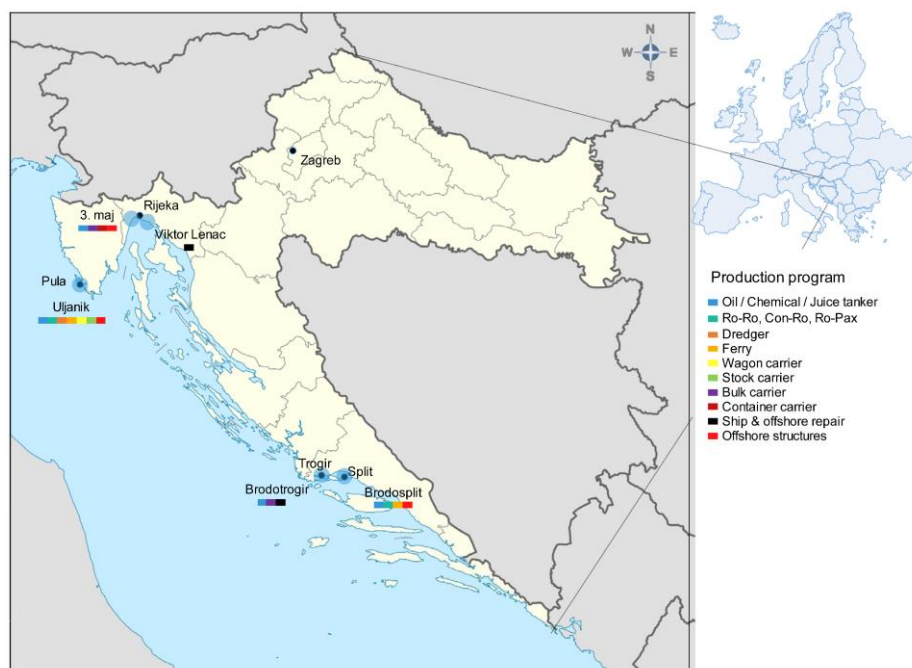 N
W E
S
Zagreb
Rijeka
3. maj
Viktor Lenac
Pula
Uljanik
Trogir
Split
Brodotrogir
Brodosplit
Production program
Oil / Chemical / Juice tanker
Ro-Ro, Con-Ro, Ro-Pax
Dredger
Ferry
Wagon carrier
Stock carrier
Bulk carrier
Container carrier
Ship & offshore repair
Offshore structures